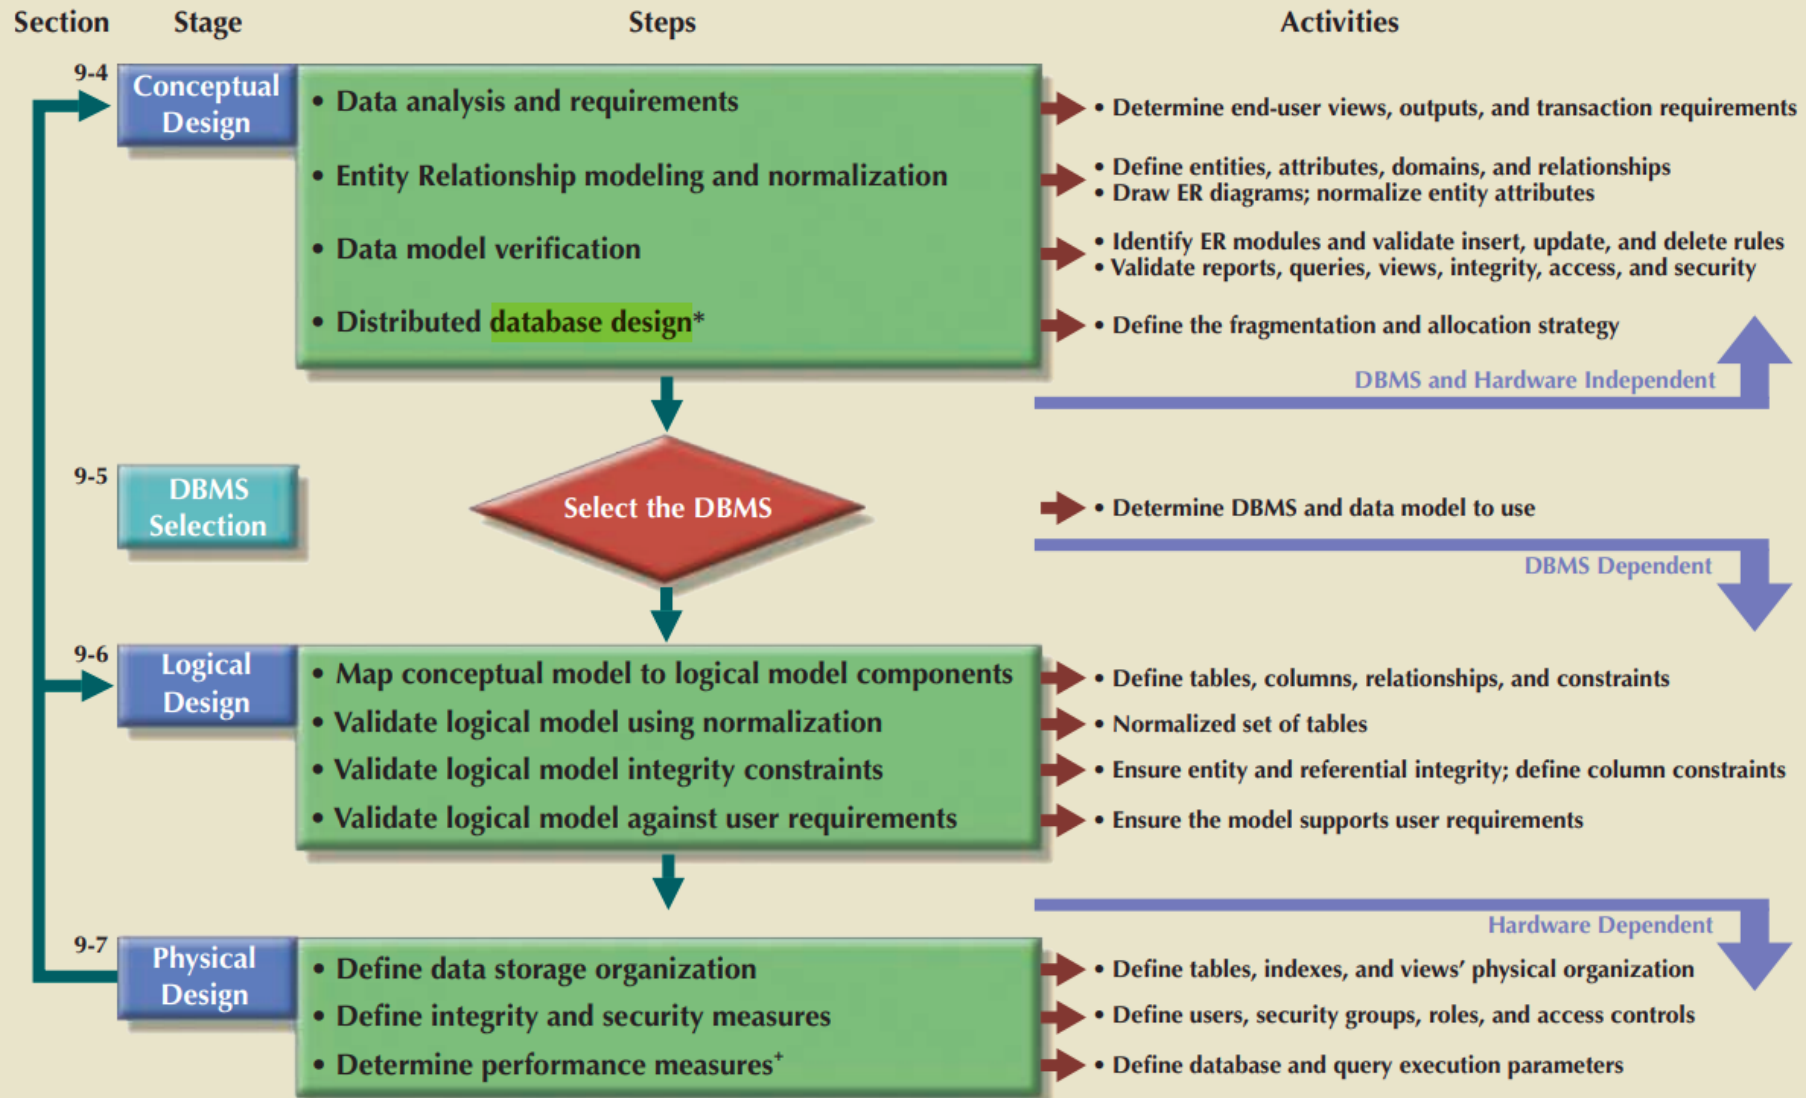 Section Stage Steps Activities
9-4
Conceptual
Design
• Data analysis and requirements
• Determine end-user views, outputs, and transaction requirements
• Entity Relationship modeling and normalization
• Define entities, attributes, domains, and relationships
• Draw ER diagrams; normalize entity attributes
• Data model verification
• Identify ER modules and validate insert, update, and delete rules
• Validate reports, queries, views, integrity, access, and security
• Distributed database design*
• Define the fragmentation and allocation strategy
DBMS and Hardware Independent
9-5
DBMS
Selection
Select the DBMS
• Determine DBMS and data model to use
DBMS Dependent
9-6
Logical
Design
• Map conceptual model to logical model components
• Define tables, columns, relationships, and constraints
• Validate logical model using normalization
• Normalized set of tables
• Validate logical model integrity constraints
• Ensure entity and referential integrity; define column constraints
• Validate logical model against user requirements
• Ensure the model supports user requirements
Hardware Dependent
9-7
Physical
Design
• Define data storage organization
• Define tables, indexes, and views’ physical organization
• Define integrity and security measures
• Define users, security groups, roles, and access controls
• Determine performance measures+
• Define database and query execution parameters